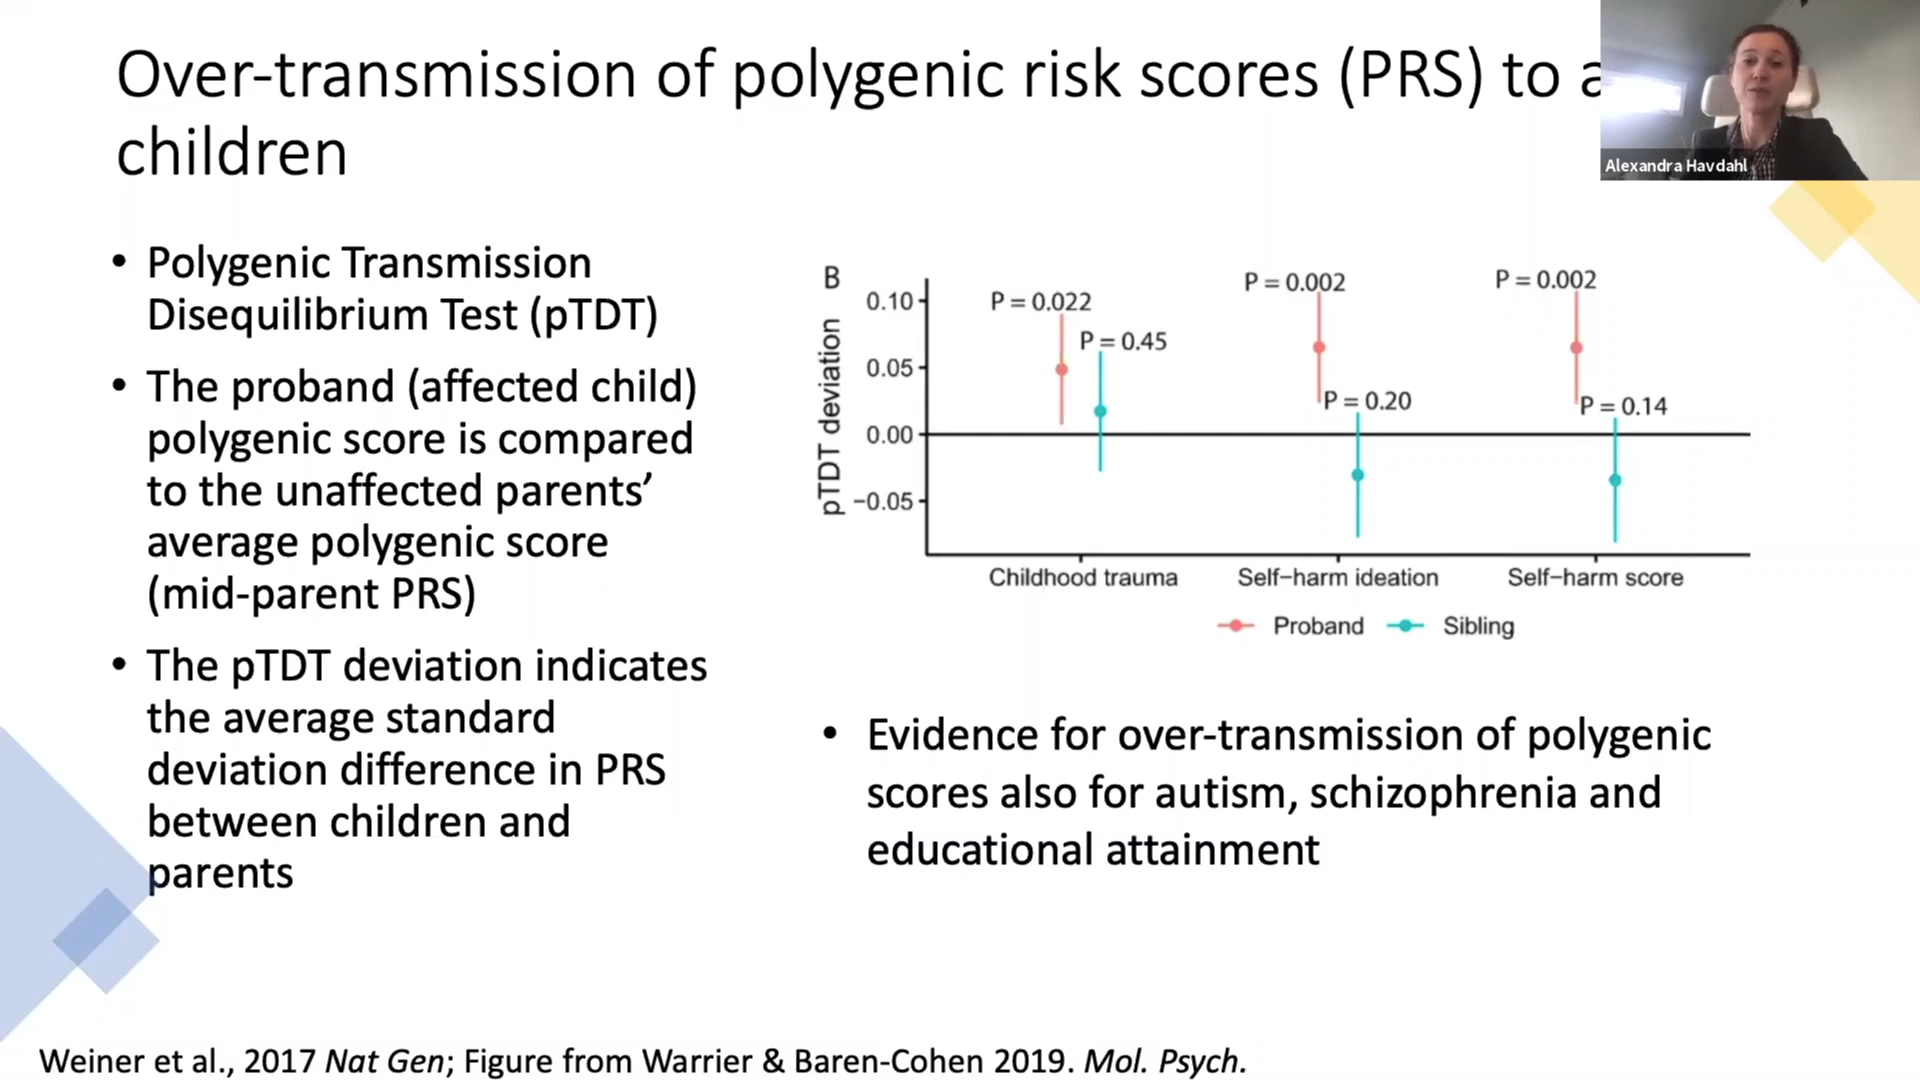 Over-transmission of polygenic risk scores (PRS) to
children
Alexandra Havdahl
• Polygenic Transmission
Disequilibrium Test (pTDT)
• The proband (affected child)
polygenic score is compared
to the unaffected parents’
average polygenic score
(mid-parent PRS)
• The pTDT deviation indicates
the average standard
deviation difference in PRS
between children and
parents
B
pTDT deviation
0.10
0.05
0.00
−0.05
P = 0.022
P = 0.45
P = 0.002
P = 0.20
P = 0.002
P = 0.14
Childhood trauma
Self−harm ideation
Self−harm score
Proband
Sibling
• Evidence for over-transmission of polygenic
scores also for autism, schizophrenia and
educational attainment
Weiner et al., 2017 Nat Gen; Figure from Warrier & Baren-Cohen 2019. Mol. Psych.